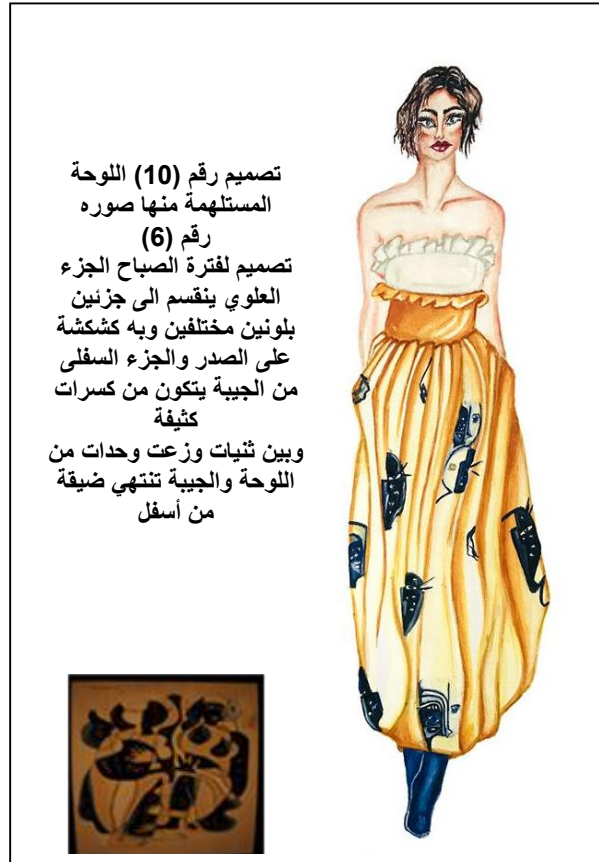 تصميم رقم (10) اللوحة
المستلهمة منها صوره
رقم (6)
تصميم لفترة الصباح الجزء
العلوي ينقسم الى جزئين
بلونين مختلفين وبه كشكشة
على الصدر والجزء السفلى
من الجيبة يتكون من كسرات
كثيفة
وبين ثنيات وزعت وحدات من
اللوحة والجيبة تنتهي ضيقة
من أسفل